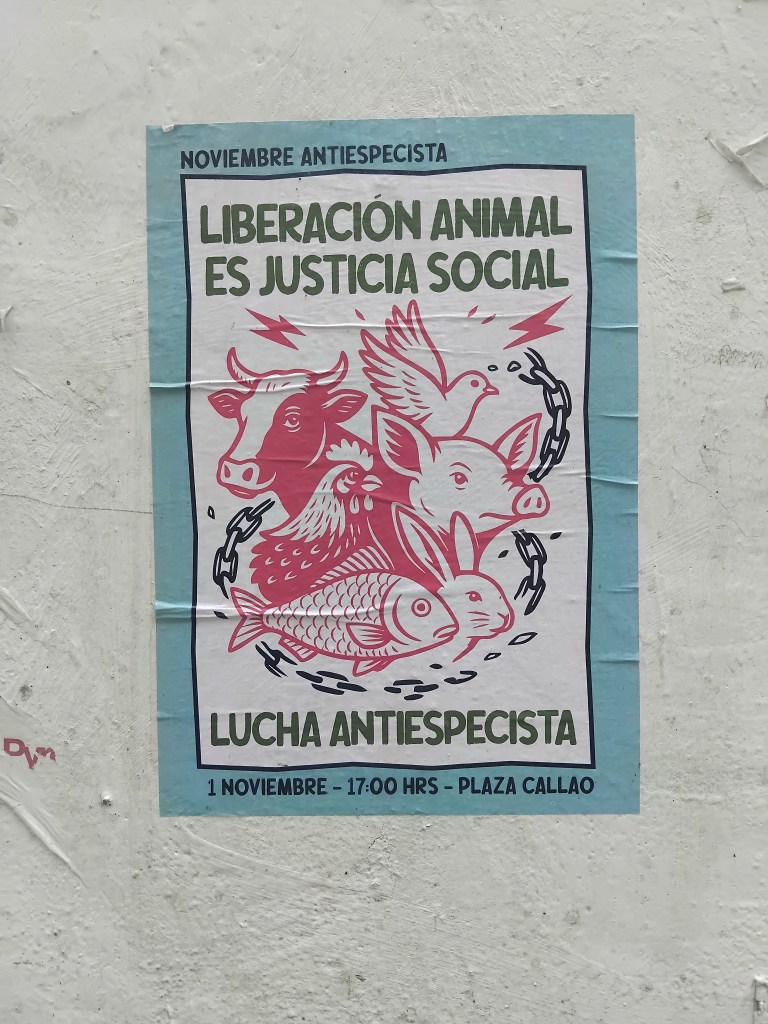 NOVIEMBRE ANTIESPECISTA
LIBERACIÓN ANIMAL
ES JUSTICIA SOCIAL
LUCHA ANTIESPECISTA
1 NOVIEMBRE - 17:00 HRS - PLAZA CALLAO